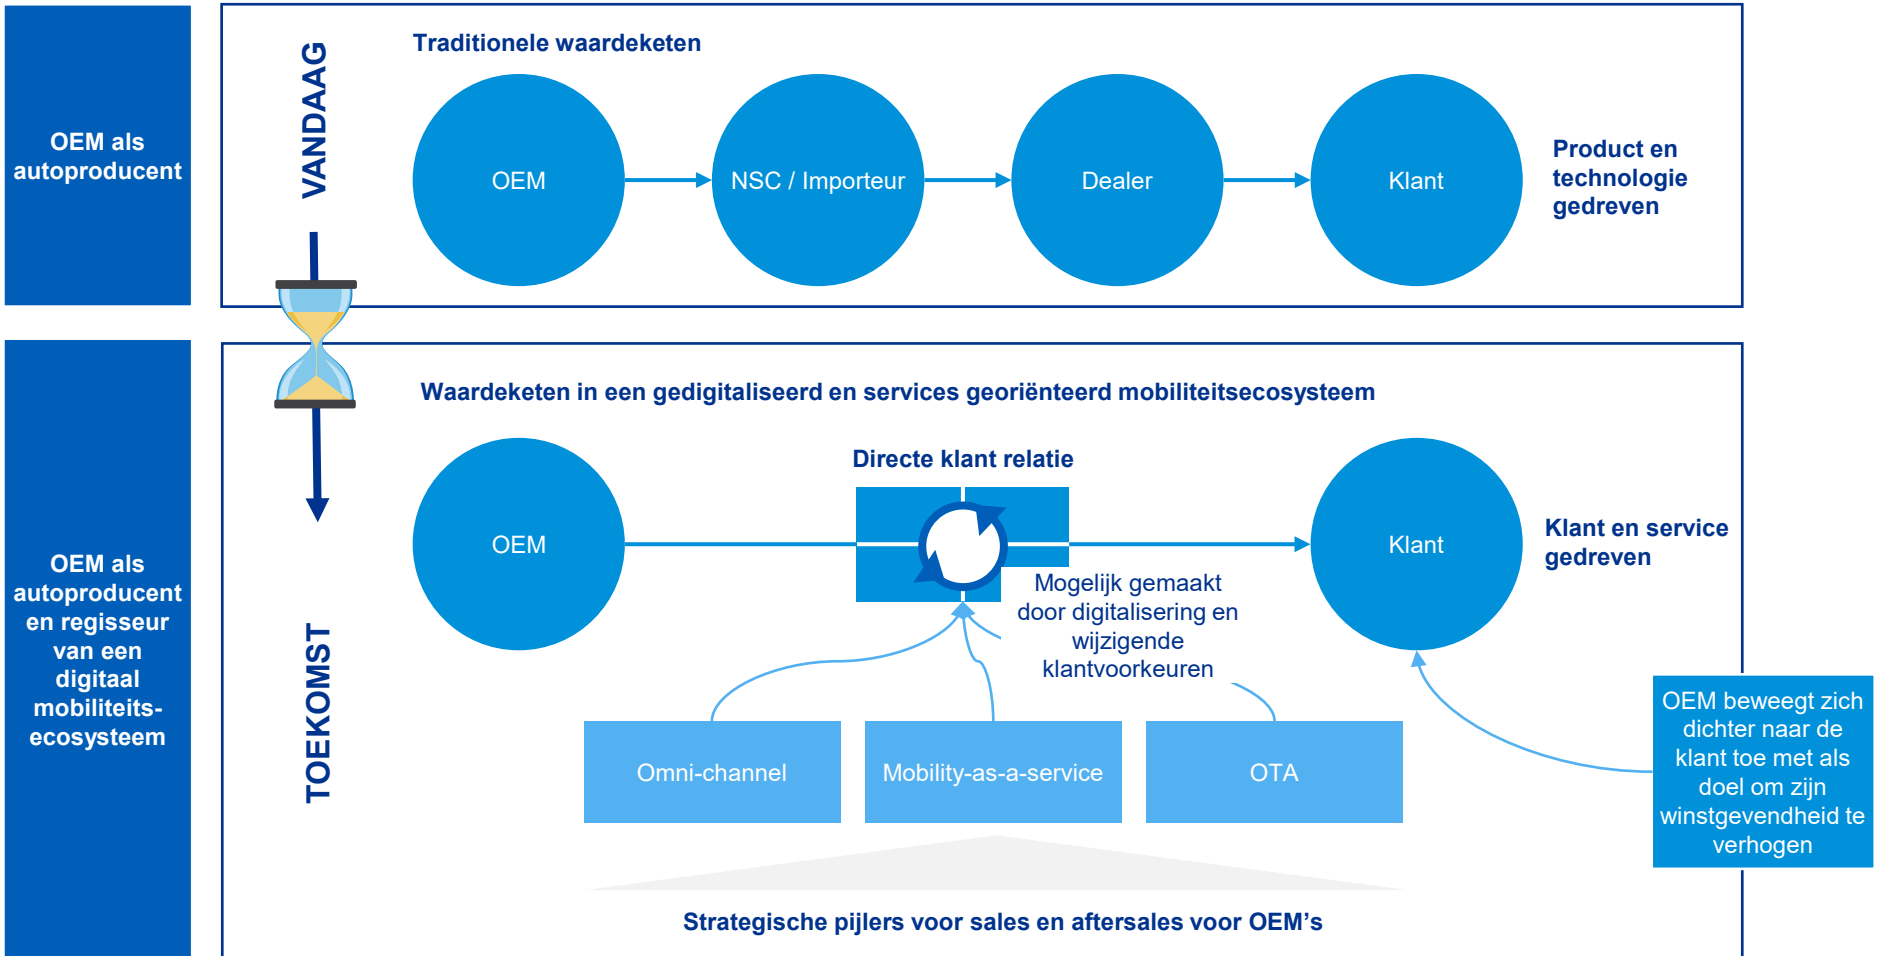 OEM als
autoproducent
VANDAAG
Traditionele waardeketen
OEM
NSC / Importeur
Dealer
Klant
Product en
technologie
gedreven
OEM als
autoproducent
en regisseur
van een
digitaal
mobiliteits-
ecosysteem
TOEKOMST
Waardeketen in een gedigitaliseerd en services georiënteerd mobiliteitsecosysteem
Directe klant relatie
OEM
Klant
Klant en service
gedreven
Mogelijk gemaakt
door digitalisering en
wijzigende
klantvoorkeuren
Omni-channel
Mobility-as-a-service
OTA
OEM beweegt zich
dichter naar de
klant toe met als
doel om zijn
winstgevendheid te
verhogen
Strategische pijlers voor sales en aftersales voor OEM’s